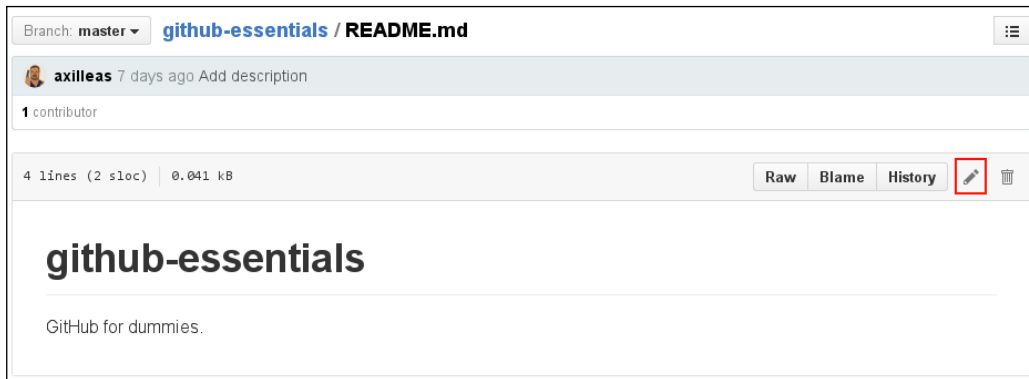 Branch: master github-essentials / README.md
axilleas 7 days ago Add description
1 contributor
4 lines (2 sloc) 0.041 kB Raw Blame History
github-essentials
GitHub for dummies.